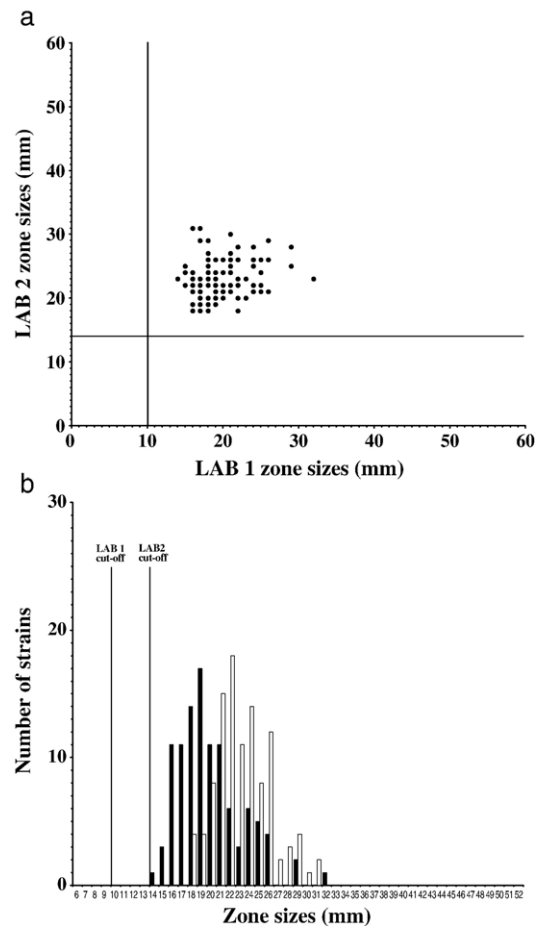 a
60
50
40
30
20
10
0
LAB 2 zone sizes (mm)
0 10 20 30 40 50 60
LAB 1 zone sizes (mm)
b
30
20
10
0
Number of strains
LAB 1 LAB2
cut-off cut-off
6 7 8 9 10 11 12 13 14 15 16 17 18 19 20 21 22 23 24 25 26 27 28 29 30 31 32 33 34 35 36 37 38 39 40 41 42 43 44 45 46 47 48 49 50 51 52
Zone sizes (mm)